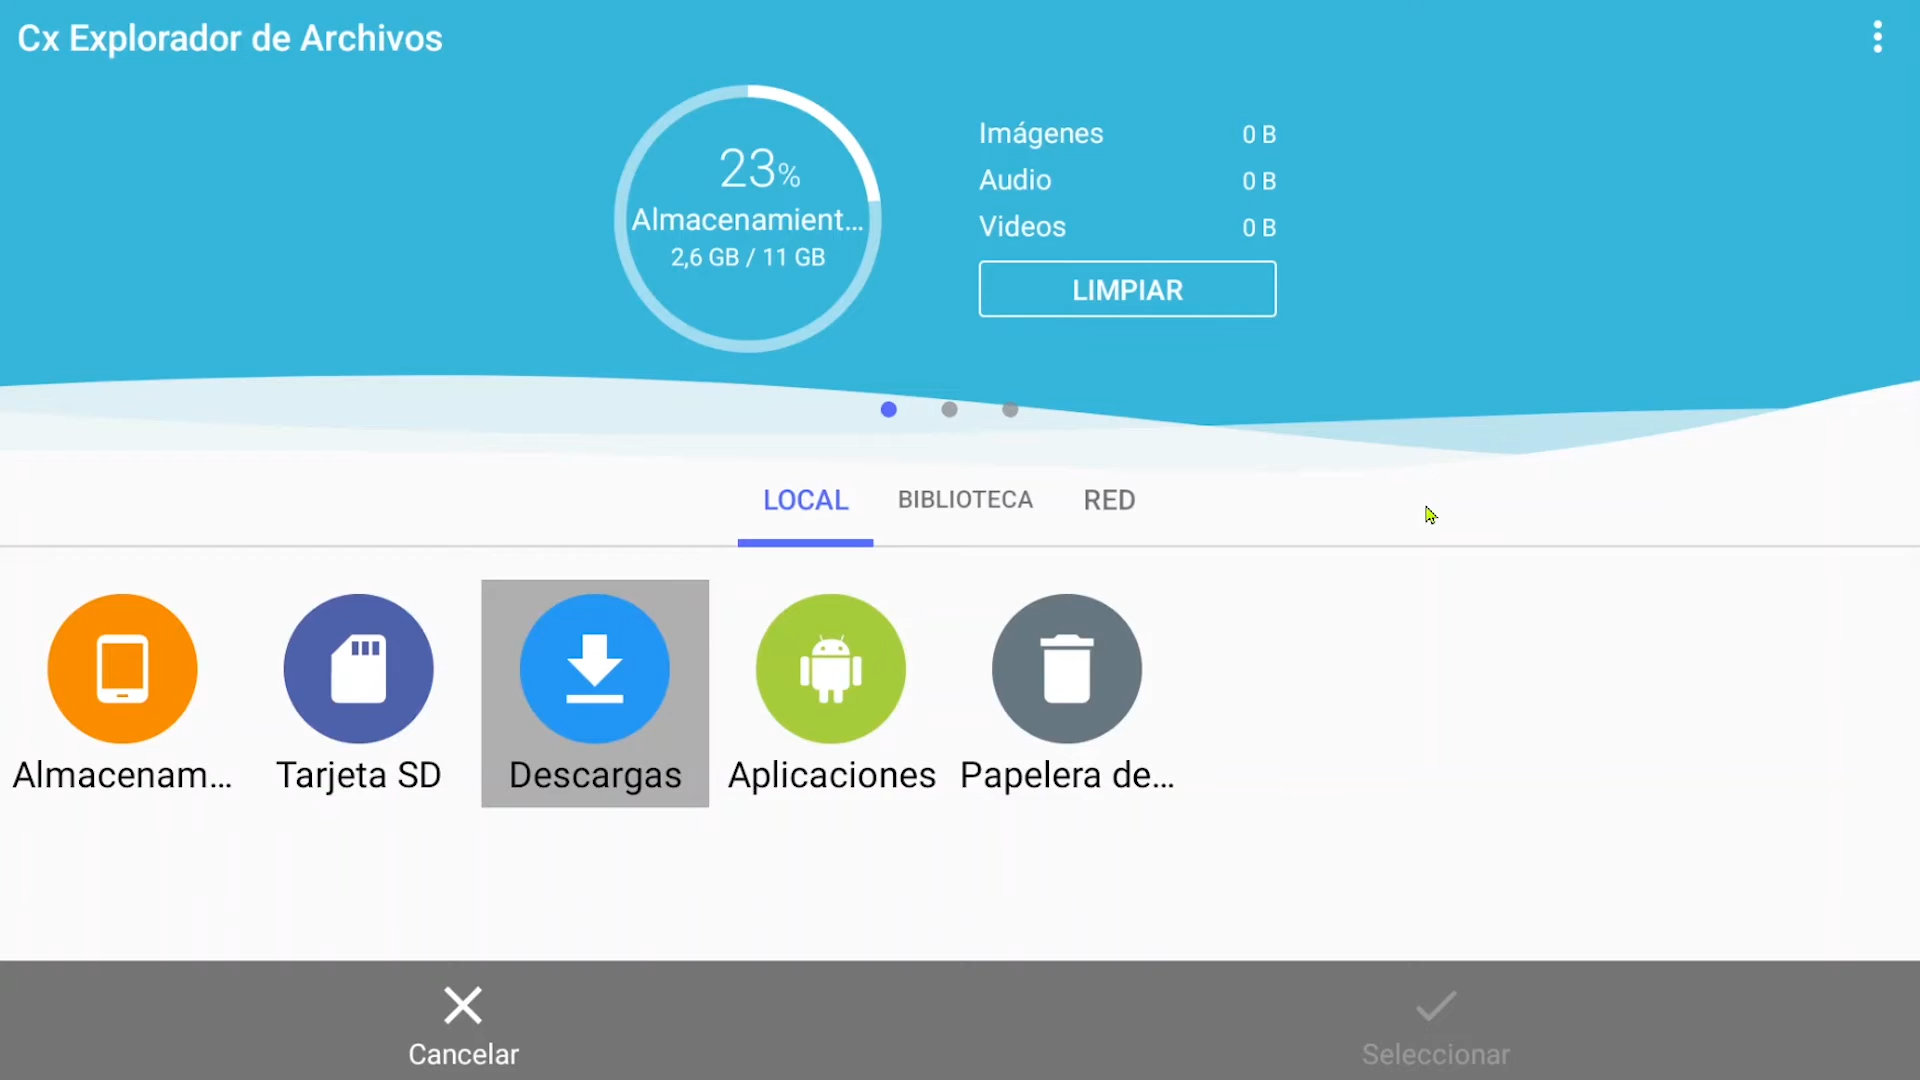 Cx Explorador de Archivos
23%
Almacenamient...
2,6 GB / 11 GB
Imágenes 0 B
Audio 0 B
Videos 0 B
LIMPIAR
LOCAL BIBLIOTECA RED
Almacenam... Tarjeta SD Descargas Aplicaciones Papelera de...
Cancelar Seleccionar